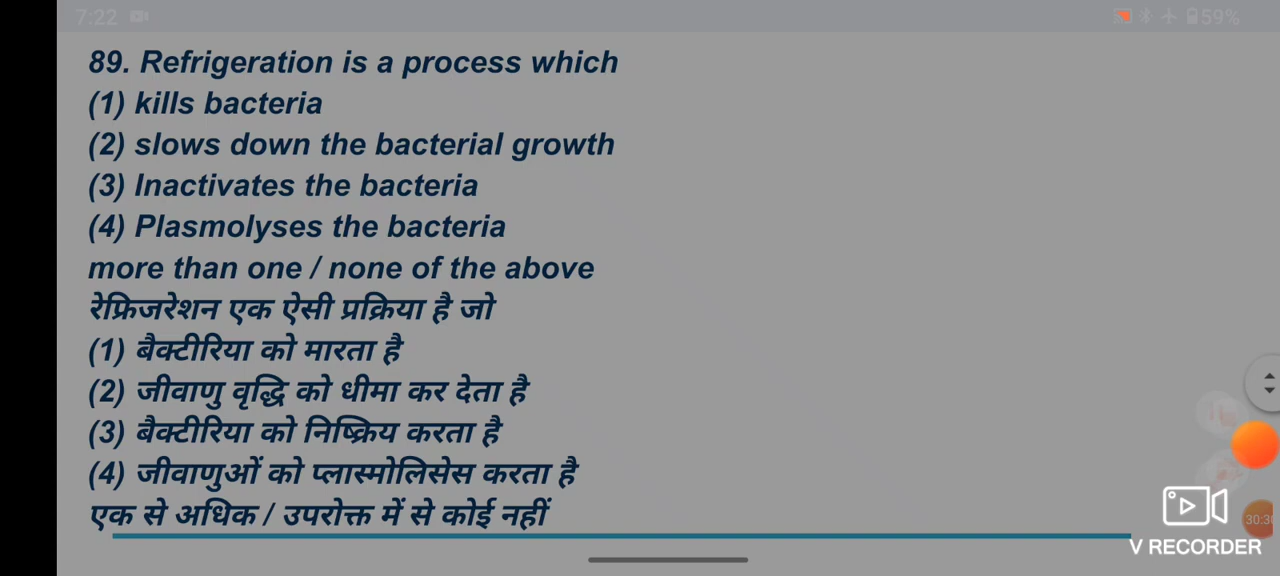 7:22
59%
89. Refrigeration is a process which
(1) kills bacteria
(2) slows down the bacterial growth
(3) Inactivates the bacteria
(4) Plasmolyses the bacteria
more than one / none of the above
रेफ्रिजरेशन एक ऐसी प्रक्रिया है जो
(1) बैक्टीरिया को मारता है
(2) जीवाणु वृद्धि को धीमा कर देता है
(3) बैक्टीरिया को निष्क्रिय करता है
(4) जीवाणुओं को प्लास्मोलिसेस करता है
एक से अधिक / उपरोक्त में से कोई नहीं
V RECORDER